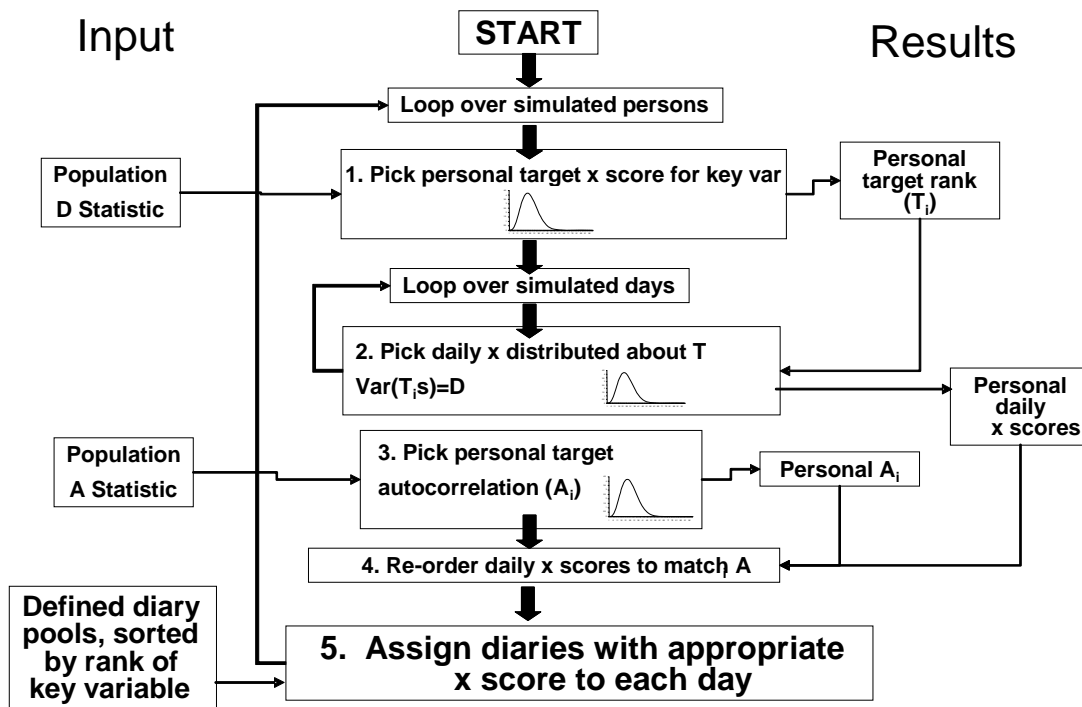 Input
START
Results
Loop over simulated persons
Population
D Statistic
1. Pick personal target x score for key var
Personal
target rank
(Ti)
Loop over simulated days
2. Pick daily x distributed about T
Var(Tis)=D
Personal
daily
x scores
Population
A Statistic
3. Pick personal target
autocorrelation (Ai)
Personal Ai
4. Re-order daily x scores to match Ai
Defined diary
pools, sorted
by rank of
key variable
5. Assign diaries with appropriate
x score to each day